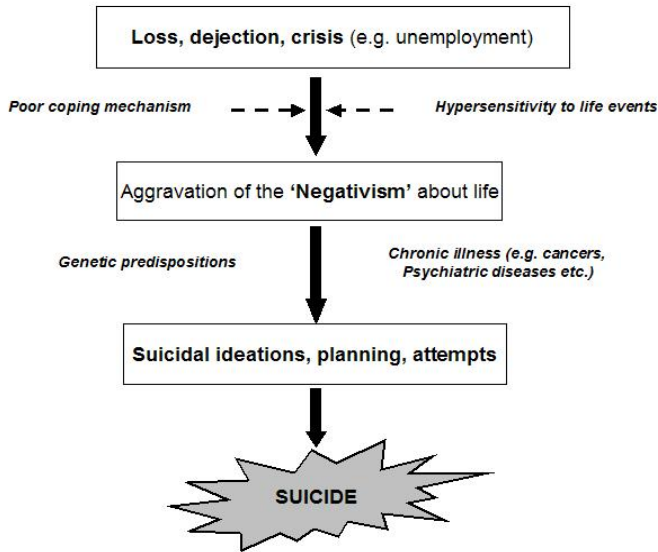 Loss, dejection, crisis (e.g. unemployment)
Poor coping mechanism
Hypersensitivity to life events
Aggravation of the ‘Negativism’ about life
Genetic predispositions
Chronic illness (e.g. cancers,
Psychiatric diseases etc.)
Suicidal ideations, planning, attempts
SUICIDE